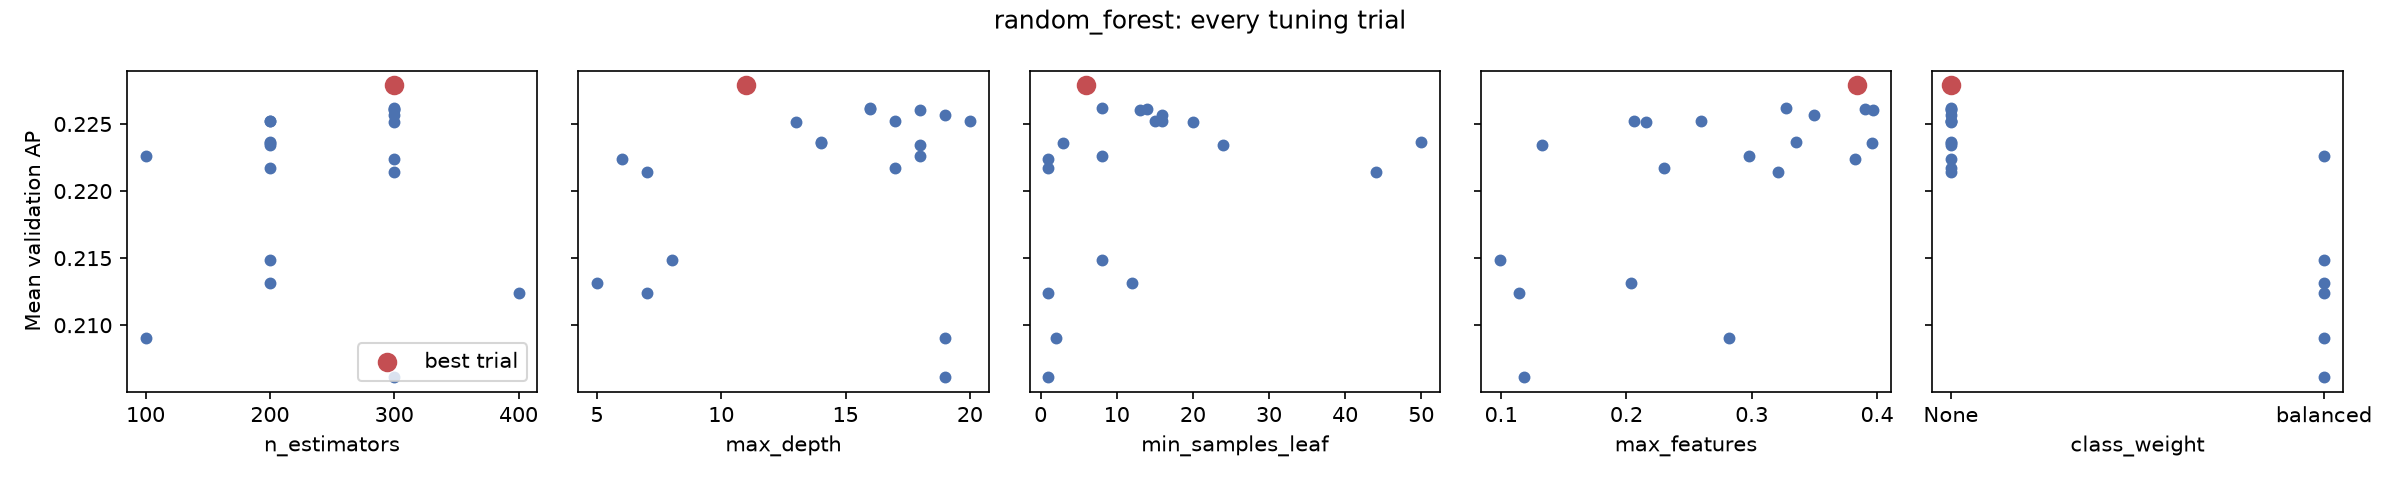 random_forest: every tuning trial
Mean validation AP
0.225
0.220
0.215
0.210
best trial
100 200 300 400
n_estimators
5 10 15 20
max_depth
0 10 20 30 40 50
min_samples_leaf
0.1 0.2 0.3 0.4
max_features
None balanced
class_weight